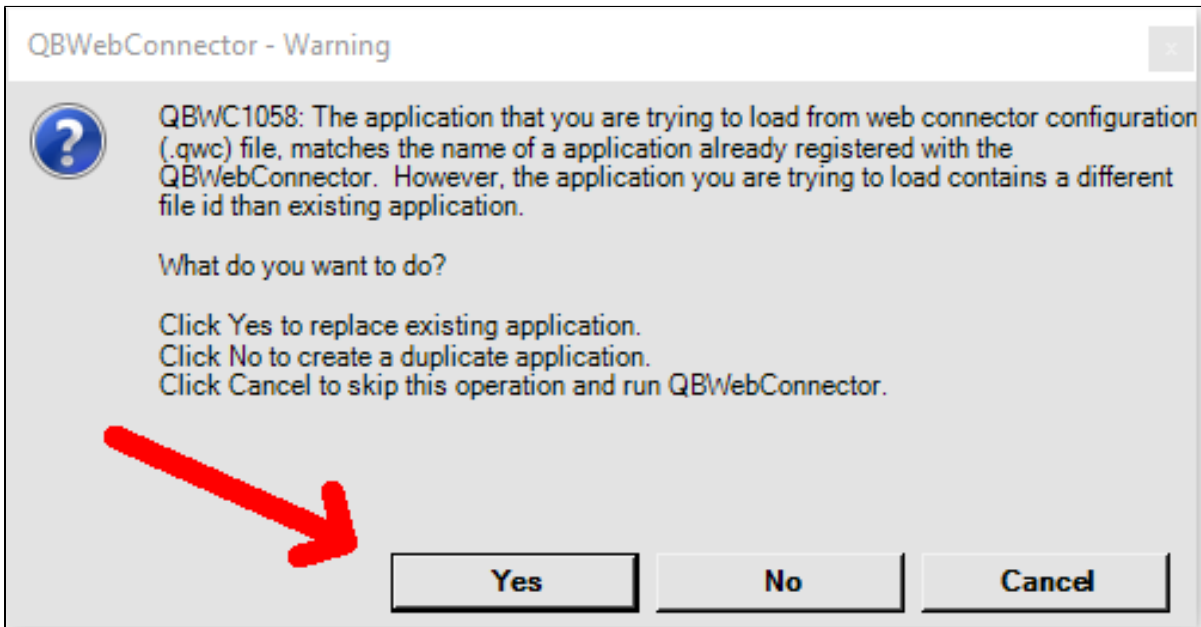 QBWebConnector - Warning
x
QBWC1058: The application that you are trying to load from web connector configuration
(.qwc) file, matches the name of a application already registered with the
QBWebConnector. However, the application you are trying to load contains a different
file id than existing application.
What do you want to do?
Click Yes to replace existing application.
Click No to create a duplicate application.
Click Cancel to skip this operation and run QBWebConnector.
Yes No Cancel